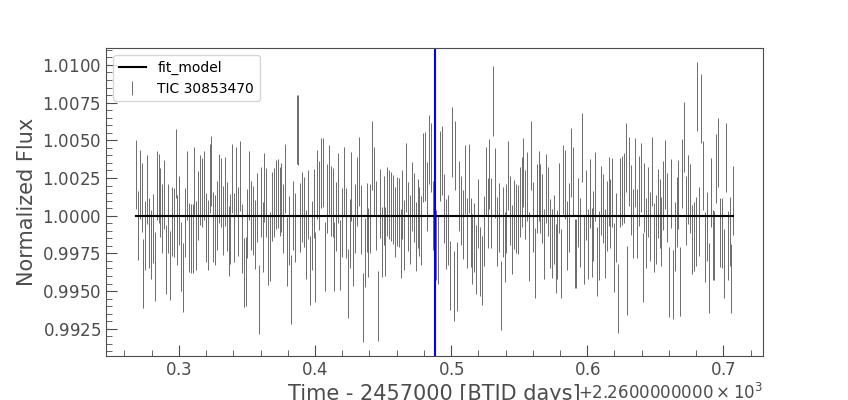 fit_model
TIC 30853470
1.0100
1.0075
1.0050
1.0025
1.0000
0.9975
0.9950
0.9925
Normalized Flux
0.3 0.4 0.5 0.6 0.7
Time - 2457000 [BTJD days]
+2.2600000000×10³